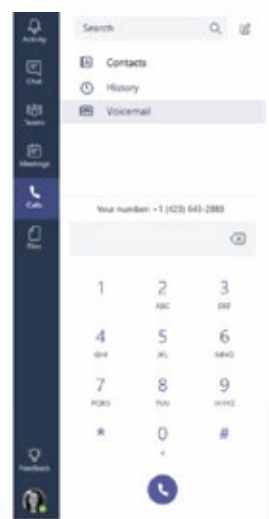 Activity
Chat
Teams
Meetings
Calls
Files
Feedback
Search
Contacts
History
Voicemail
Your number: +1 (423) 643-2883
1
2
3
ABC
DEF
4
5
6
GHI
JKL
MNO
7
8
9
PQRS
TUV
WXYZ
*
0
#
+